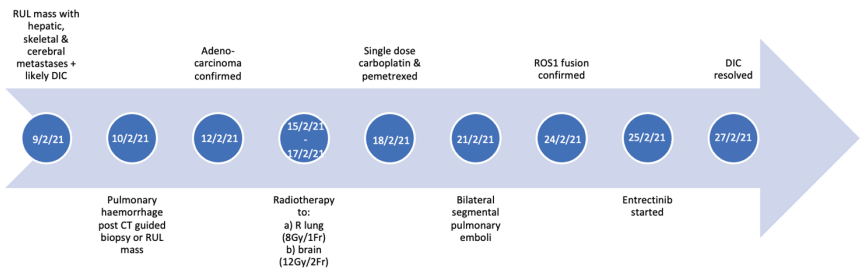 RUL mass with
hepatic,
skeletal &
cerebral
metastases +
likely DIC
9/2/21
10/2/21
Pulmonary
haemorrhage
post CT guided
biopsy or RUL
mass
Adeno-
carcinoma
confirmed
12/2/21
15/2/21
-
17/2/21
Radiotherapy
to:
a) R lung
(8Gy/1Fr)
b) brain
(12Gy/2Fr)
Single dose
carboplatin &
pemetrexed
18/2/21
21/2/21
Bilateral
segmental
pulmonary
emboli
ROS1 fusion
confirmed
24/2/21
25/2/21
Entrectinib
started
DIC
resolved
27/2/21